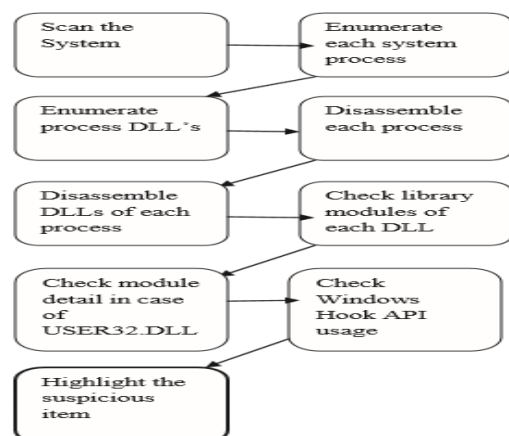 Scan the
System
Enumerate
each system
process
Enumerate
process DLL's
Disassemble
each process
Disassemble
DLLs of each
process
Check library
modules of
each DLL
Check module
detail in case
of
USER32.DLL
Check
Windows
Hook API
usage
Highlight the
suspicious
item